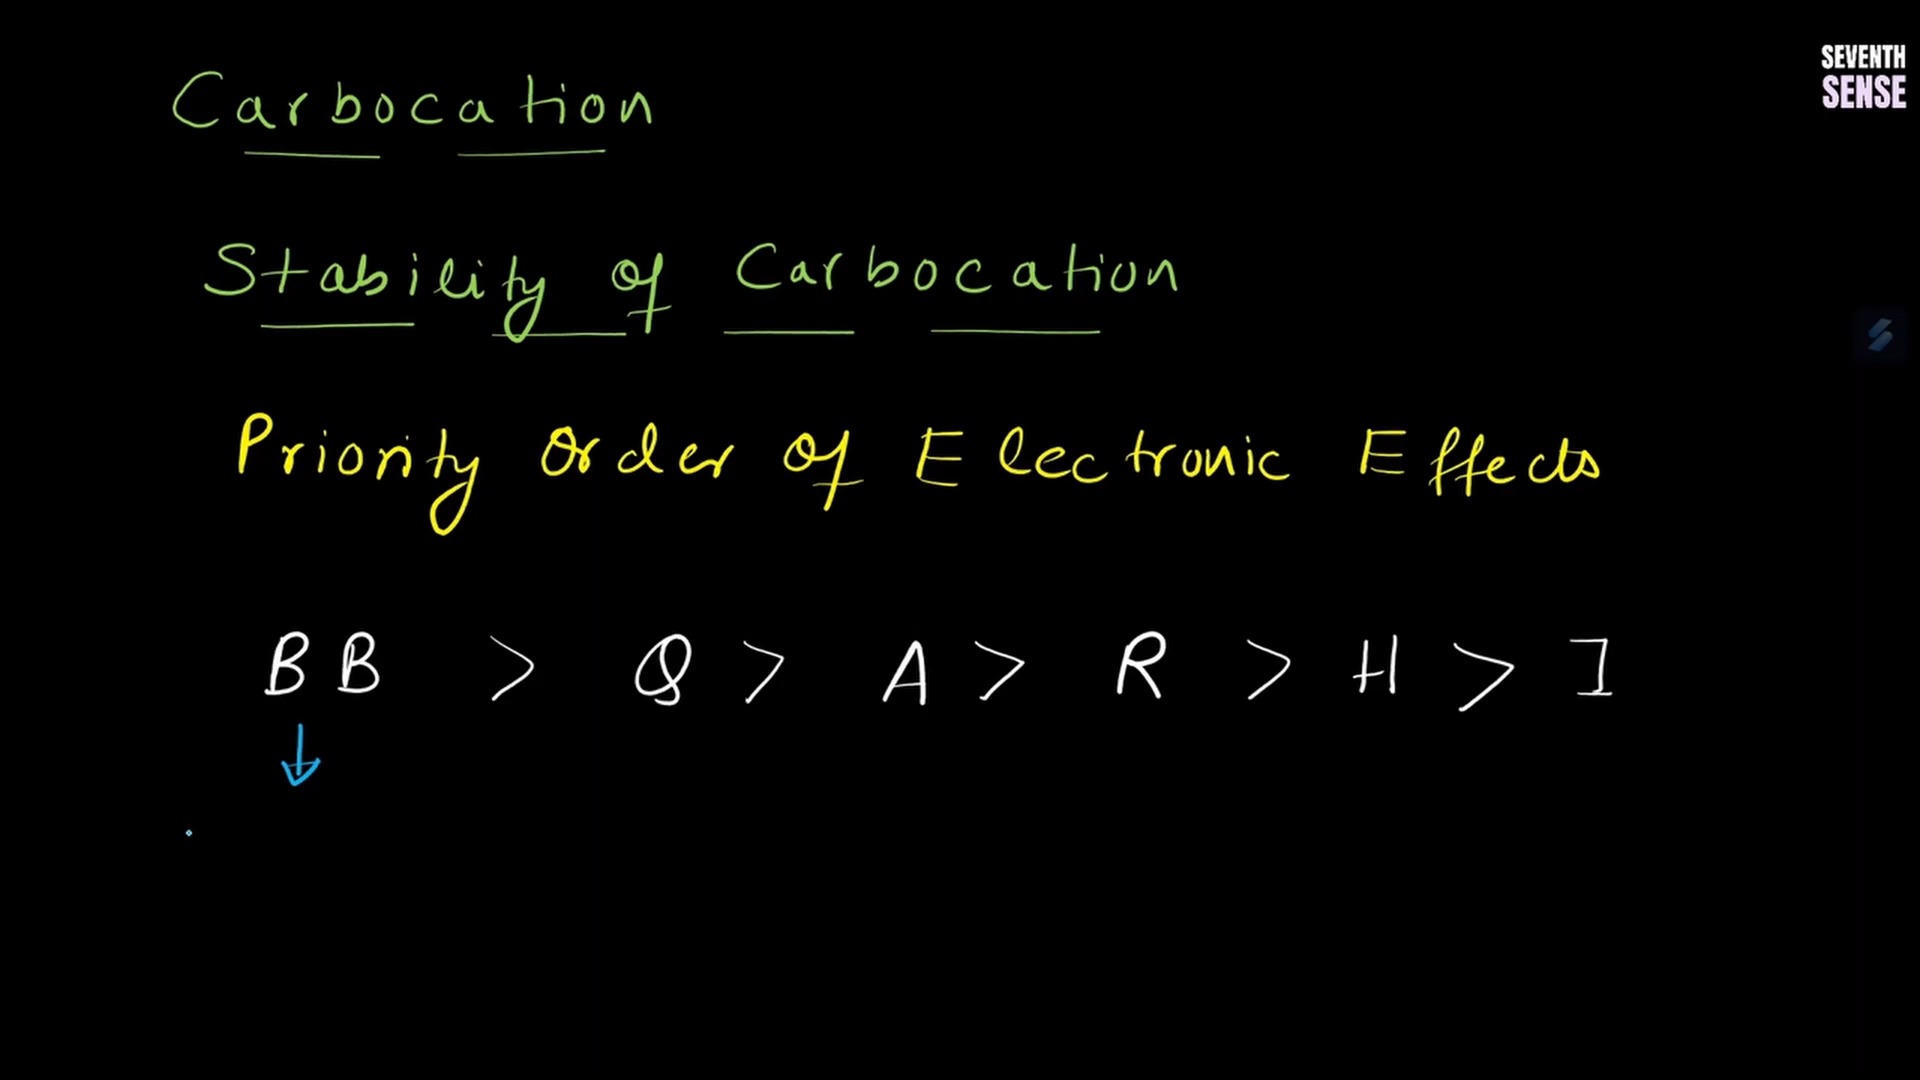 SEVENTH
SENSE
Carbocation
Stability of Carbocation
Priority Order of Electronic Effects
BB > Q > A > R > H > I